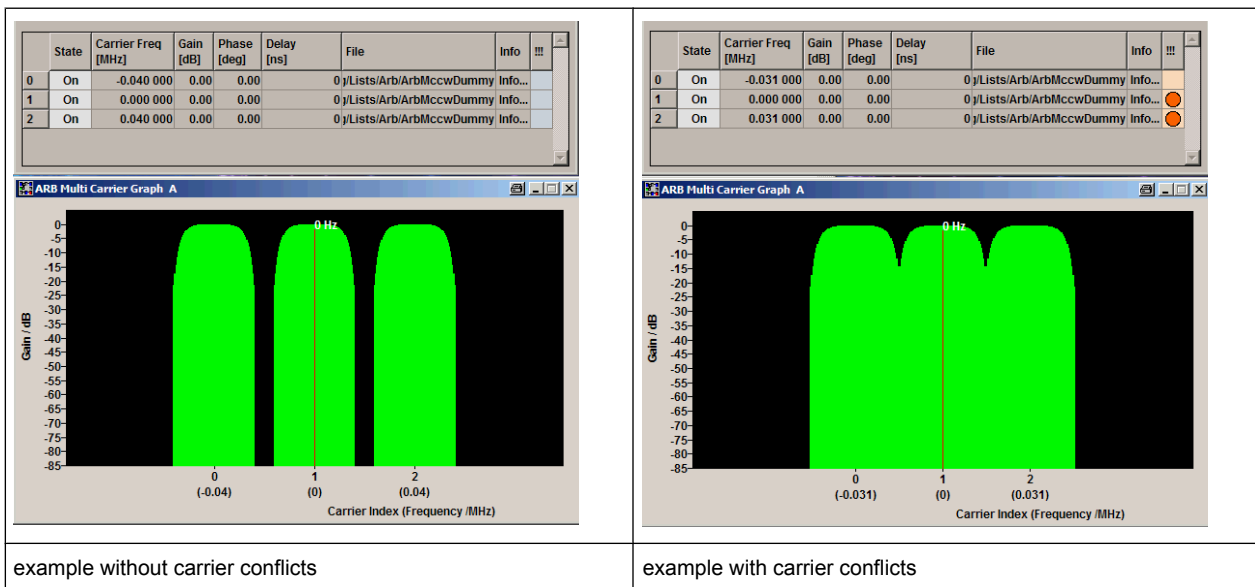 State Carrier Freq [MHz] Gain [dB] Phase [deg] Delay [ns] File Info !!!
0 On -0.040 000 0.00 0.00 0 g/Lists/Arb/ArbMccwDummy Info...
1 On 0.000 000 0.00 0.00 0 g/Lists/Arb/ArbMccwDummy Info...
2 On 0.040 000 0.00 0.00 0 g/Lists/Arb/ArbMccwDummy Info...
ARB Multi Carrier Graph A
0 Hz
Gain / dB
0
-5
-10
-15
-20
-25
-30
-35
-40
-45
-50
-55
-60
-65
-70
-75
-80
-85
0 1 2
(-0.04) (0) (0.04)
Carrier Index (Frequency /MHz)
example without carrier conflicts
State Carrier Freq [MHz] Gain [dB] Phase [deg] Delay [ns] File Info !!!
0 On -0.031 000 0.00 0.00 0 g/Lists/Arb/ArbMccwDummy Info...
1 On 0.000 000 0.00 0.00 0 g/Lists/Arb/ArbMccwDummy Info...
2 On 0.031 000 0.00 0.00 0 g/Lists/Arb/ArbMccwDummy Info...
ARB Multi Carrier Graph A
0 Hz
Gain / dB
0
-5
-10
-15
-20
-25
-30
-35
-40
-45
-50
-55
-60
-65
-70
-75
-80
-85
0 1 2
(-0.031) (0) (0.031)
Carrier Index (Frequency /MHz)
example with carrier conflicts